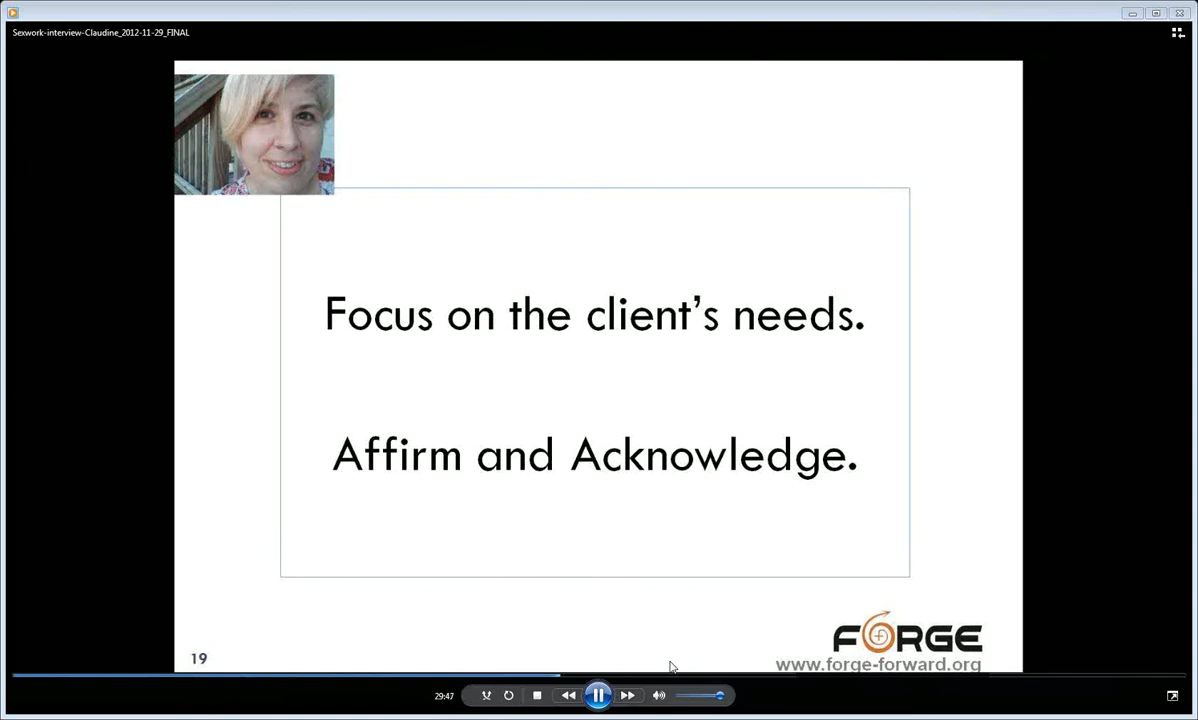 Sexwork-interview-Claudine_2012-11-29_FINAL
Focus on the client's needs.
Affirm and Acknowledge.
FORGE
www.forge-forward.org
19
29:47